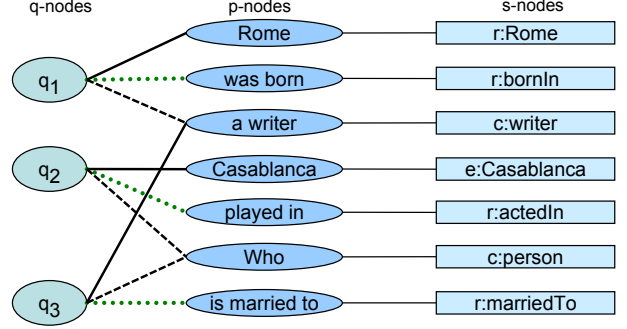 q-nodes p-nodes s-nodes
Rome r:Rome
q1 was born r:bornIn
a writer c:writer
q2 Casablanca e:Casablanca
played in r:actedIn
Who c:person
q3 is married to r:marriedTo